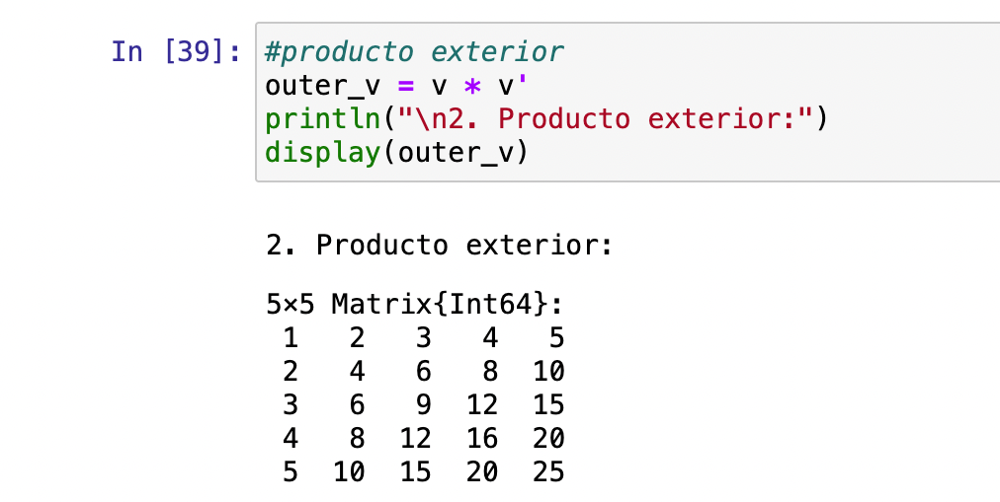 In [39]: #producto exterior
outer_v = v * v'
println("\n2. Producto exterior:")
display(outer_v)
2. Producto exterior:
5×5 Matrix{Int64}:
1 2 3 4 5
2 4 6 8 10
3 6 9 12 15
4 8 12 16 20
5 10 15 20 25